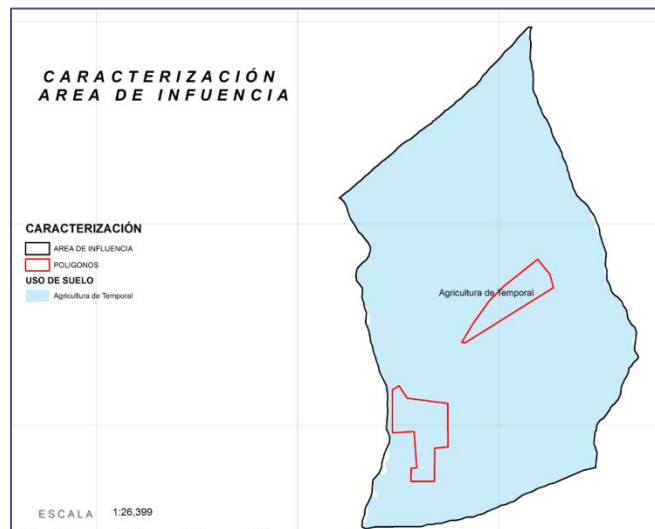 CARACTERIZACIÓN
AREA DE INFUENCIA
CARACTERIZACIÓN
AREA DE INFLUENCIA
POLIGONOS
USO DE SUELO
Agricultura de Temporal
Agricultura de Temporal
ESCALA 1:26,399